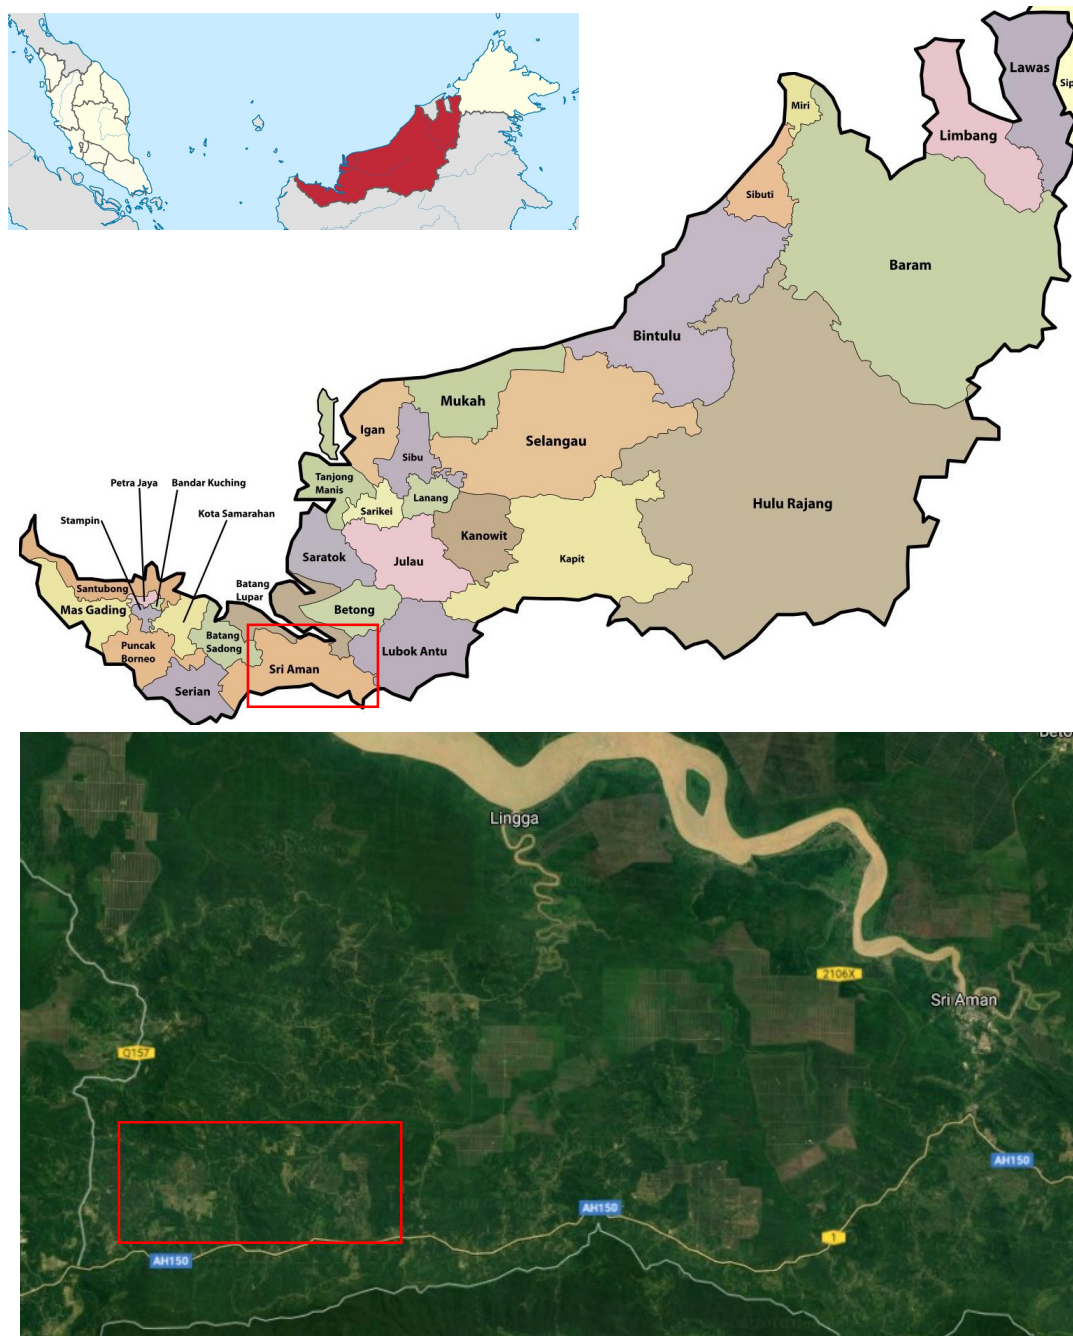 Lawas
Sip
Miri
Limbang
Sibuti
Baram
Bintulu
Mukah
Igan
Selangau
Sibu
Petra Jaya
Bandar Kuching
Tanjong
Manis
Lanang
Hulu Rajang
Stampin
Kota Samarahan
Sarikei
Kanowit
Saratok
Julau
Kapit
Batang
Lupar
Santubong
Mas Gading
Betong
Batang
Sadong
Puncak
Borneo
Lubok Antu
Sri Aman
Serian
Beto
Lingga
2106X
Sri Aman
Q157
AH150
AH150
1
AH150